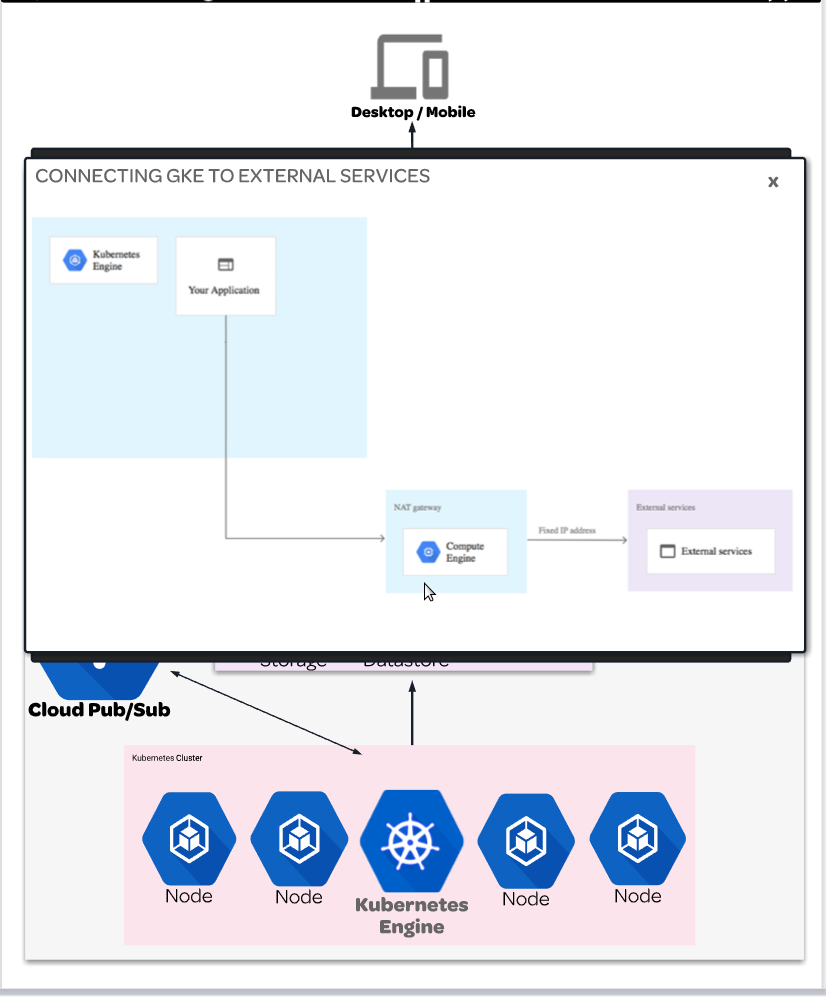 Desktop / Mobile
CONNECTING GKE TO EXTERNAL SERVICES
x
Kubernetes
Engine
Your Application
NAT gateway
Compute
Engine
Fixed IP address
External services
External services
Storage
Datastore
Cloud Pub/Sub
Kubernetes Cluster
Node
Node
Kubernetes
Engine
Node
Node